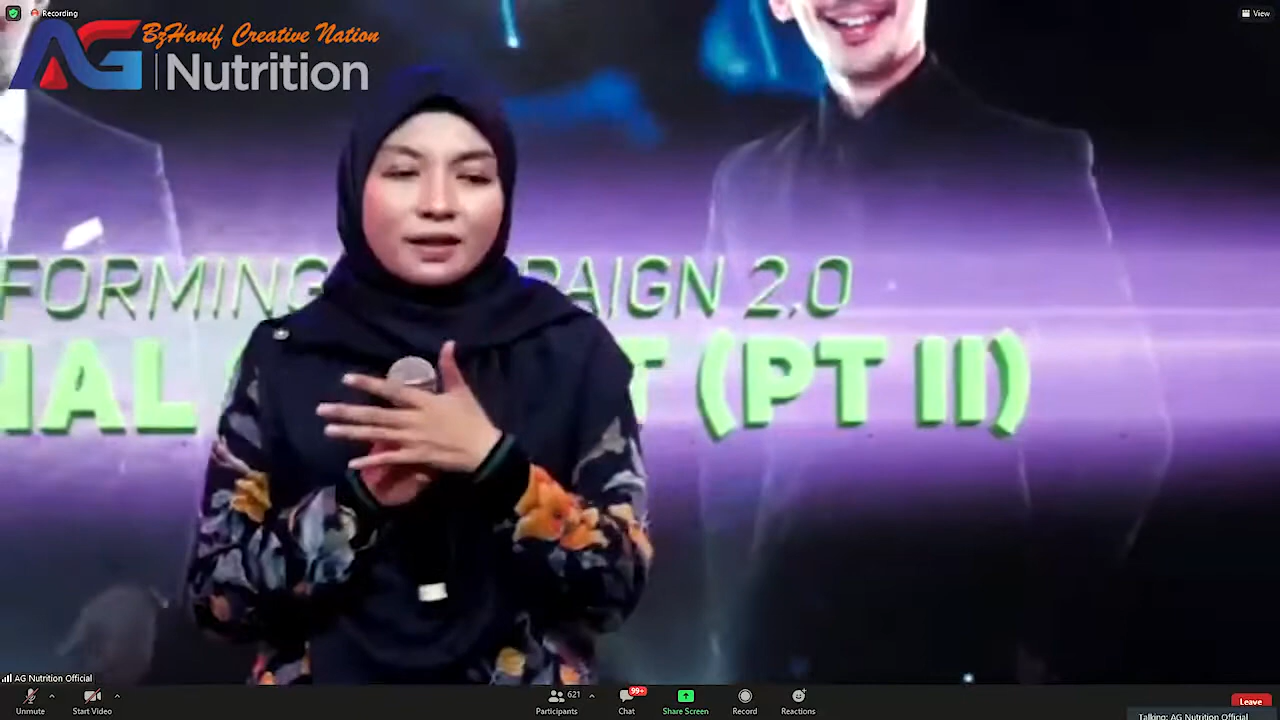 Recording
View
BzHanif Creative Nation
AG | Nutrition
FORMING PAIGN 2.0
T (PT II)
AG Nutrition Official
Unmute
Start Video
621
Participants
99+
Chat
Share Screen
Record
Reactions
Leave
Talking: AG Nutrition Official